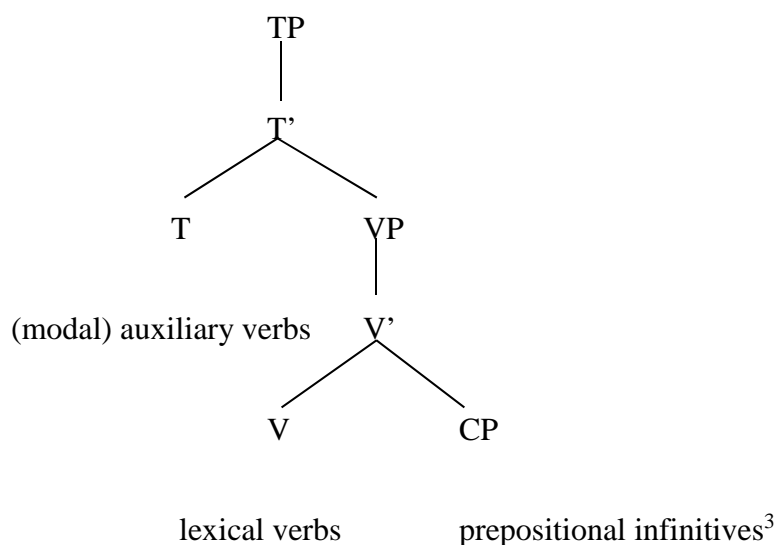 TP
T’
T VP
(modal) auxiliary verbs V’
V CP
lexical verbs prepositional infinitives³